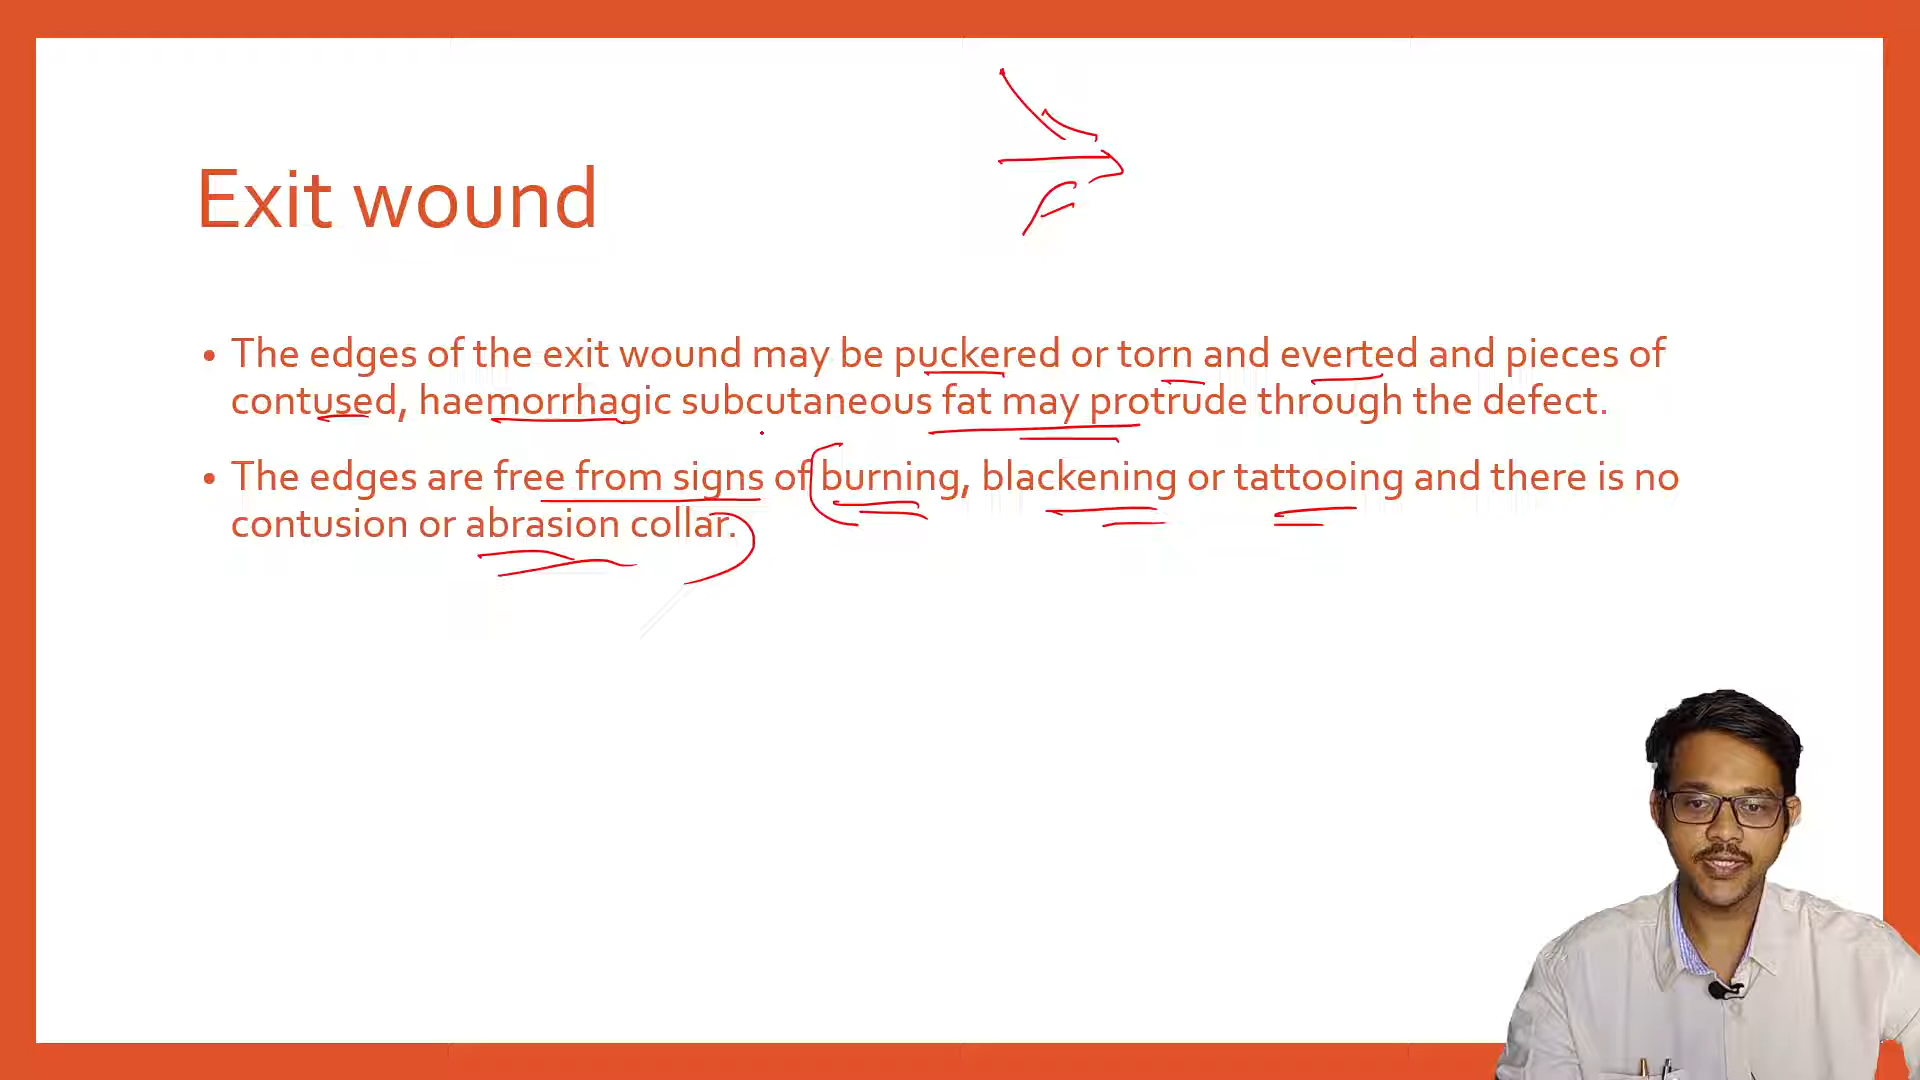 Exit wound
• The edges of the exit wound may be puckered or torn and everted and pieces of
contused, haemorrhagic subcutaneous fat may protrude through the defect.
• The edges are free from signs of burning, blackening or tattooing and there is no
contusion or abrasion collar.